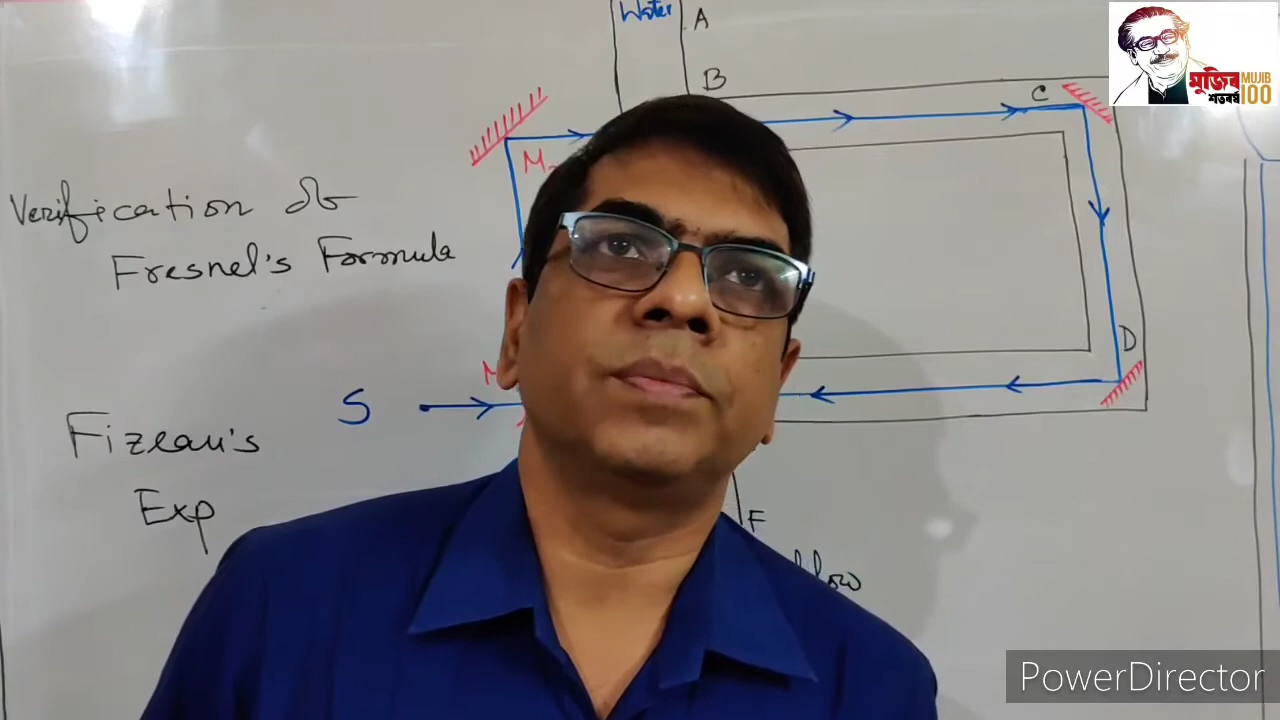 Water
A
B
C
মুজিব
শতবর্ষ
MUJIB
100
M
Verification of
Fresnel's Formula
D
M
S
Fizeau's
Exp
F
PowerDirector